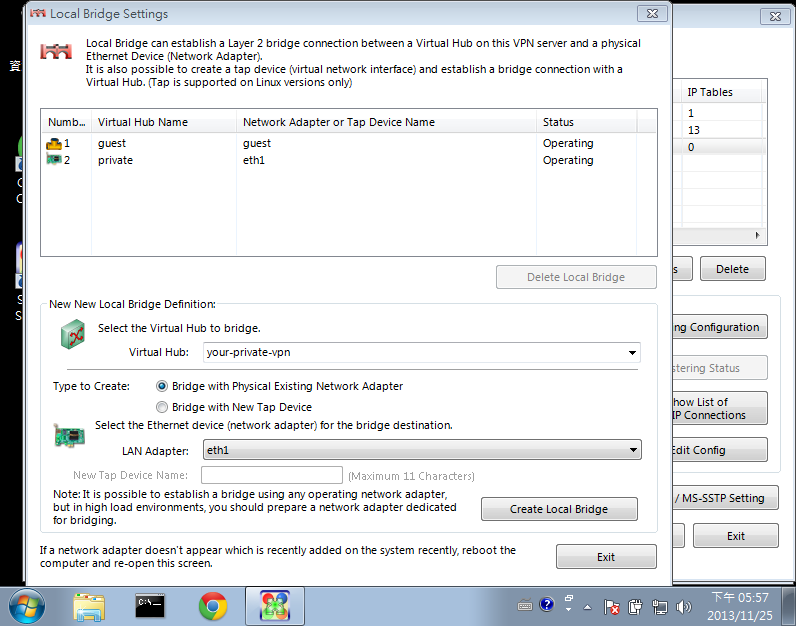 Local Bridge Settings
Local Bridge can establish a Layer 2 bridge connection between a Virtual Hub on this VPN server and a physical
Ethernet Device (Network Adapter).
It is also possible to create a tap device (virtual network interface) and establish a bridge connection with a
Virtual Hub. (Tap is supported on Linux versions only)
Numb... Virtual Hub Name Network Adapter or Tap Device Name Status
1 guest guest Operating
2 private eth1 Operating
Delete Local Bridge
New New Local Bridge Definition:
Select the Virtual Hub to bridge.
Virtual Hub: your-private-vpn
Type to Create: Bridge with Physical Existing Network Adapter
Bridge with New Tap Device
Select the Ethernet device (network adapter) for the bridge destination.
LAN Adapter: eth1
New Tap Device Name: (Maximum 11 Characters)
Note: It is possible to establish a bridge using any operating network adapter,
but in high load environments, you should prepare a network adapter dedicated
for bridging.
Create Local Bridge
If a network adapter doesn't appear which is recently added on the system recently, reboot the
computer and re-open this screen.
Exit
IP Tables
1
13
0
s
Delete
ng Configuration
stering Status
how List of
IP Connections
Edit Config
/ MS-SSTP Setting
Exit
資
C
C
S
S
C:\>_
下午 05:57
2013/11/25